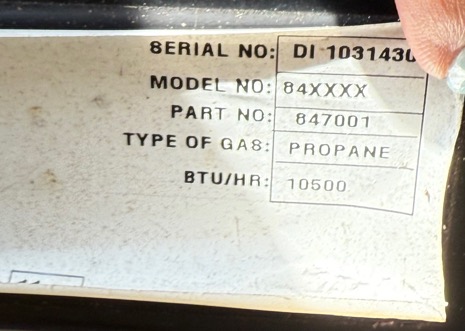 SERIAL NO: DI 1031430
MODEL NO: 84XXXX
PART NO: 847001
TYPE OF GAS: PROPANE
BTU/HR: 10500